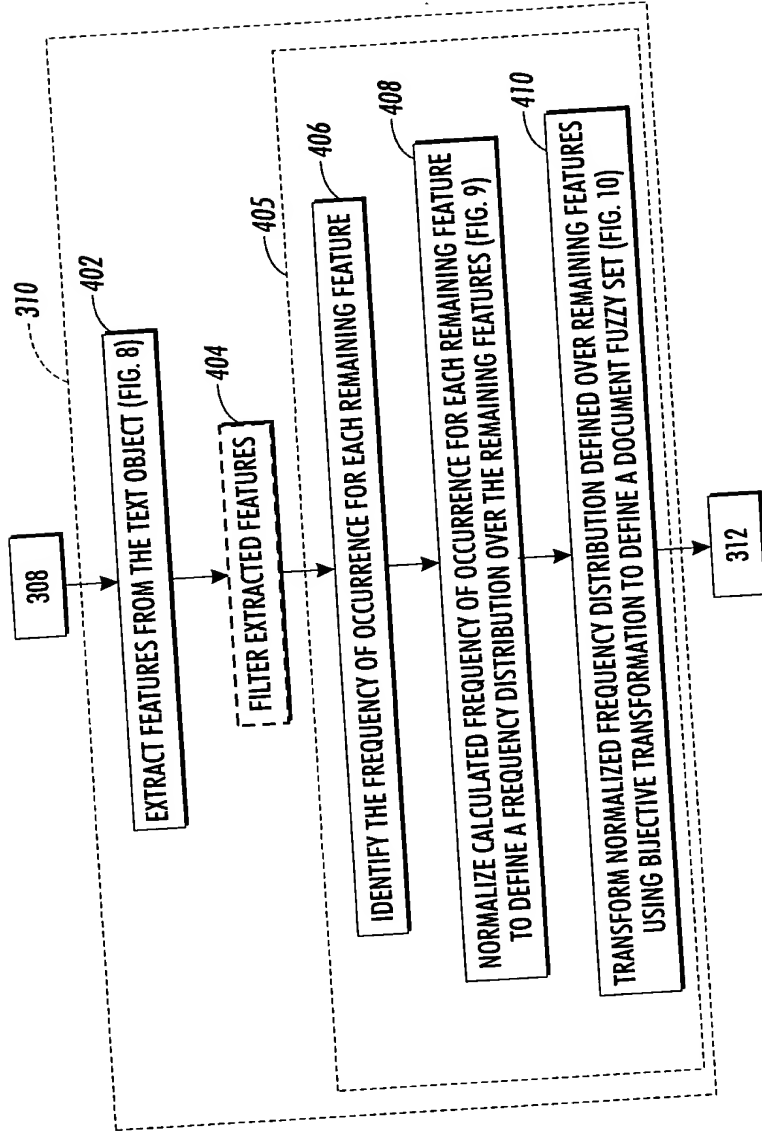 308
310
402
EXTRACT FEATURES FROM THE TEXT OBJECT (FIG. 8)
404
FILTER EXTRACTED FEATURES
405
406
IDENTIFY THE FREQUENCY OF OCCURRENCE FOR EACH REMAINING FEATURE
408
NORMALIZE CALCULATED FREQUENCY OF OCCURRENCE FOR EACH REMAINING FEATURE
TO DEFINE A FREQUENCY DISTRIBUTION OVER THE REMAINING FEATURES (FIG. 9)
410
TRANSFORM NORMALIZED FREQUENCY DISTRIBUTION DEFINED OVER REMAINING FEATURES
USING BIJECTIVE TRANSFORMATION TO DEFINE A DOCUMENT FUZZY SET (FIG. 10)
312